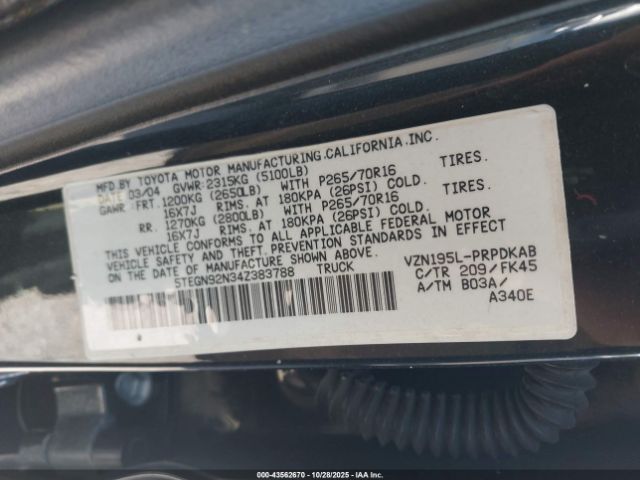 MFD BY TOYOTA MOTOR MANUFACTURING.CALIFORNIA.INC.
DATE 03/04 GVWR:2315KG (5100LB)
GAWR: FRT. 1200KG (2650LB) WITH P265/70R16 TIRES.
16X7J RIMS. AT 180KPA (26PSI) COLD.
RR. 1270KG (2800LB) WITH P265/70R16 TIRES.
16X7J RIMS. AT 180KPA (26PSI) COLD.
THIS VEHICLE CONFORMS TO ALL APPLICABLE FEDERAL MOTOR
VEHICLE SAFETY STANDARDS IN EFFECT ON THE
DATE OF MANUFACTURE SHOWN ABOVE.
5TEGN92N34Z383788 TRUCK
VZN195L-PRPDKAB
C/TR 209/FK45
A/TM B03A/
A340E
000-43562670 - 10/28/2025 - IAAI Inc.